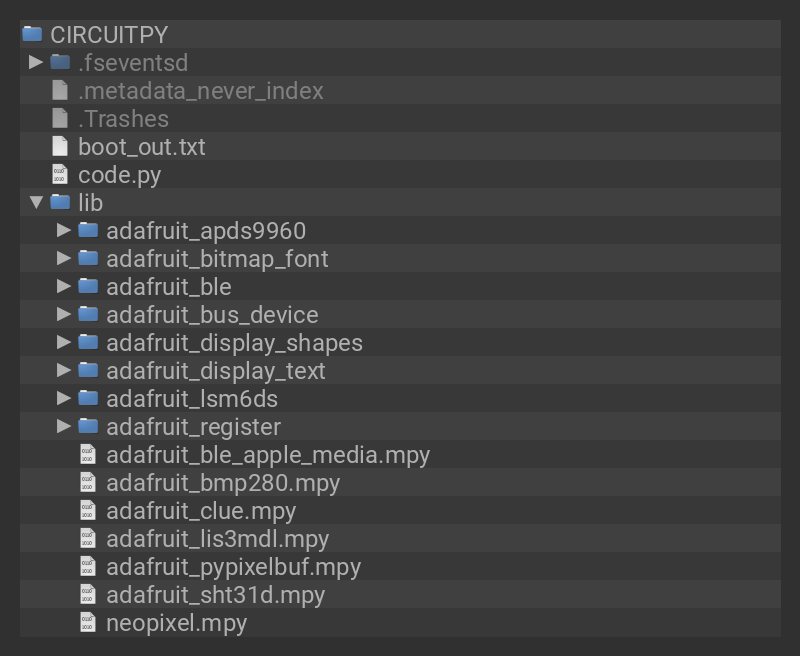 CIRCUITPY
.fseventsd
.metadata_never_index
.Trashes
boot_out.txt
code.py
lib
adafruit_apds9960
adafruit_bitmap_font
adafruit_ble
adafruit_bus_device
adafruit_display_shapes
adafruit_display_text
adafruit_lsm6ds
adafruit_register
adafruit_ble_apple_media.mpy
adafruit_bmp280.mpy
adafruit_clue.mpy
adafruit_lis3mdl.mpy
adafruit_pypixelbuf.mpy
adafruit_sht31d.mpy
neopixel.mpy